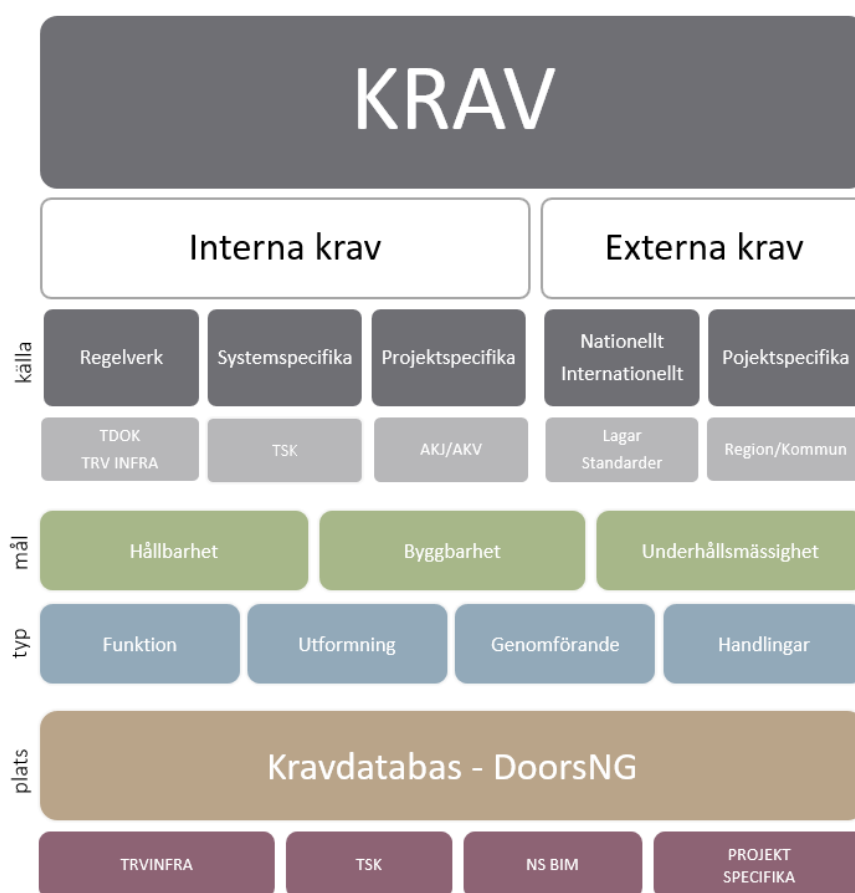 KRAV
Interna krav
Externa krav
källa
Regelverk
Systemspecifika
Projektspecifika
Nationellt
Internationellt
Pojektspecifika
TDOK
TRV INFRA
TSK
AKJ/AKV
Lagar
Standarder
Region/Kommun
mål
Hållbarhet
Byggbarhet
Underhållsmässighet
typ
Funktion
Utformning
Genomförande
Handlingar
plats
Kravdatabas - DoorsNG
TRVINFRA
TSK
NS BIM
PROJEKT
SPECIFIKA